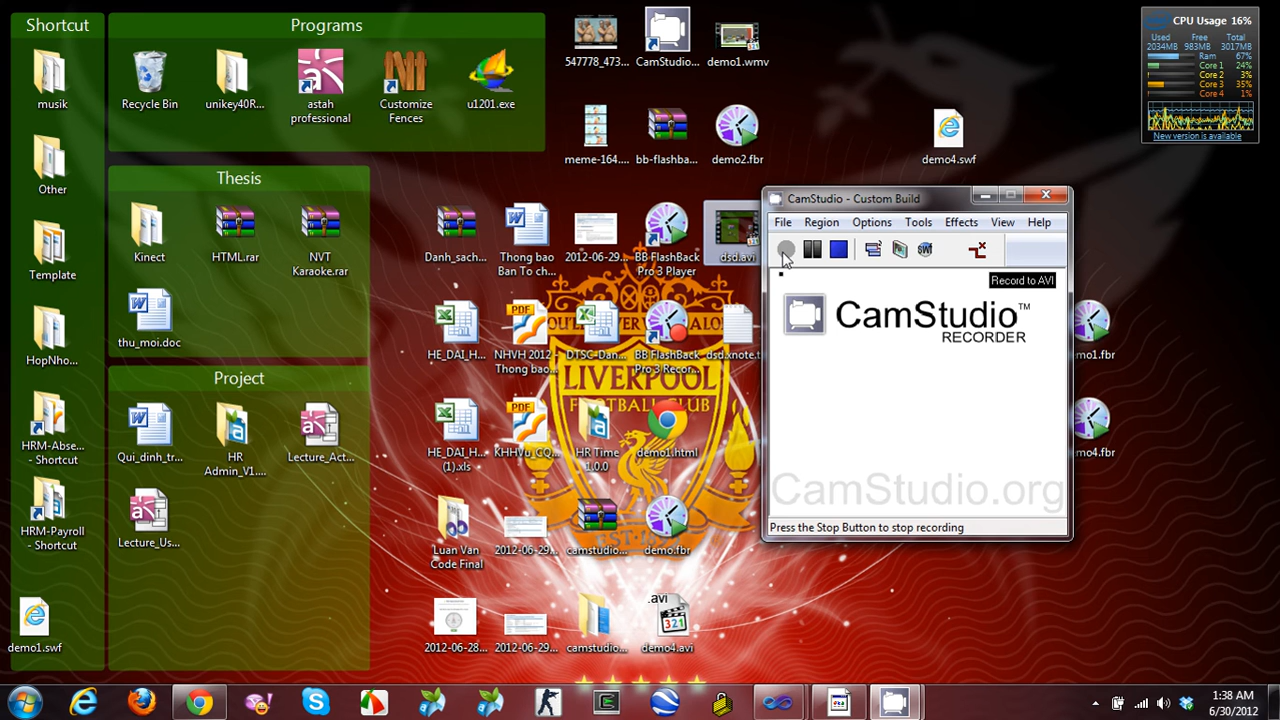 Shortcut
musik
Other
Template
HopNho...
HRM-Abse...
- Shortcut
HRM-Payroll
- Shortcut
demo1.swf
Programs
Recycle Bin
unikey40R...
astah
professional
Customize
Fences
u1201.exe
Thesis
Kinect
HTML.rar
NVT
Karaoke.rar
thu_moi.doc
Project
Qui_dinh_tr...
HR
Admin_V1....
Lecture_Act...
Lecture_Us...
547778_473...
CamStudio...
demo1.wmv
meme-164....
bb-flashba...
demo2.fbr
demo4.swf
Danh_sach...
Thong bao
Ban To ch...
2012-06-29...
BB FlashBack
Pro 3 Player
dsd.avi
HE_DAI_H...
NHVH 2012 -
Thong bao...
DTSC-Dan...
BB FlashBack
Pro 3 Recor...
dsd.xnote.t
HE_DAI_H...
(1).xls
KHHVu_CQ...
HR Time
1.0.0
demo1.html
Luan Van
Code Final
2012-06-29...
camstudio...
demo.fbr
2012-06-28...
2012-06-29...
camstudio...
.avi
demo4.avi
PDF
PDF
LIVERPOOL
FOOTBALL CLUB
CPU Usage 16%
Used Free Total
2034MB 983MB 3017MB
Ram 67%
Core 1 24%
Core 2 3%
Core 3 35%
Core 4 1%
New version is available
CamStudio - Custom Build
File Region Options Tools Effects View Help
SWF
Record to AVI
CamStudio™
RECORDER
CamStudio.org
Press the Stop Button to stop recording
mo1.fbr
mo4.fbr
1:38 AM
6/30/2012